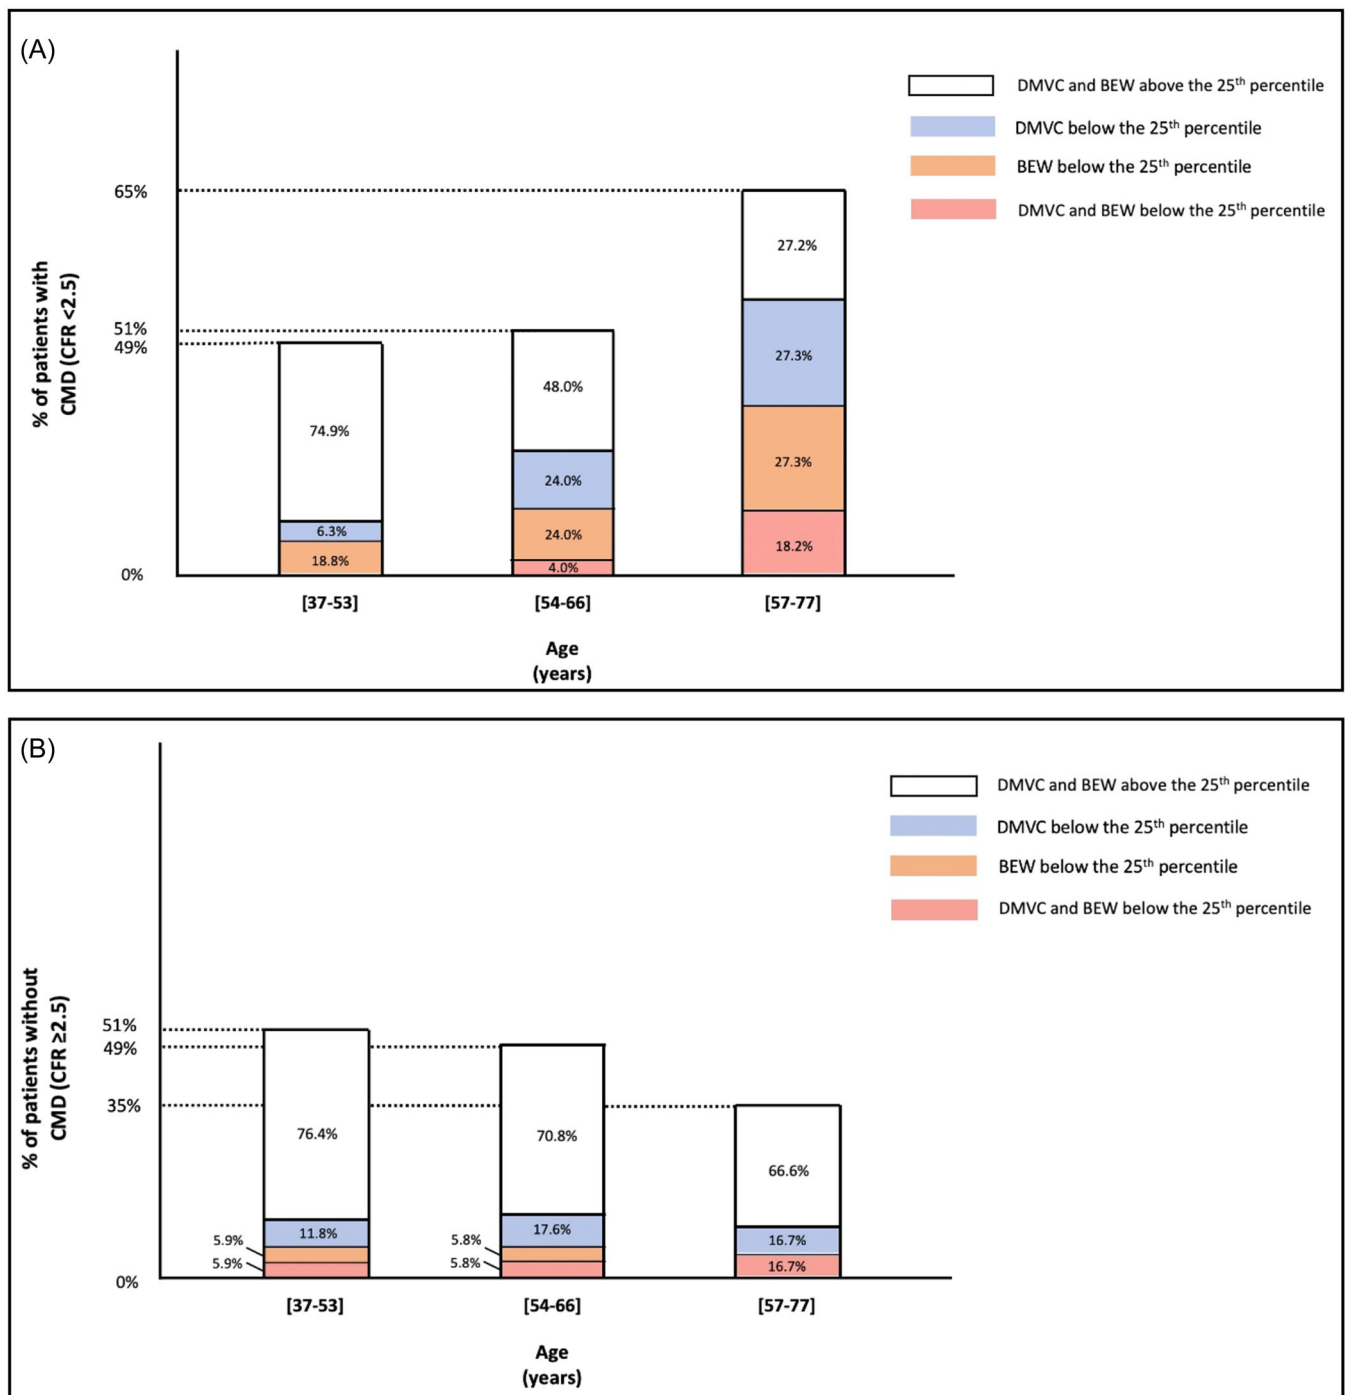 (A)
DMVC and BEW above the 25th percentile
DMVC below the 25th percentile
BEW below the 25th percentile
DMVC and BEW below the 25th percentile
% of patients with
CMD (CFR <2.5)
65%
51%
49%
0%
74.9%
6.3%
18.8%
48.0%
24.0%
24.0%
4.0%
27.2%
27.3%
27.3%
18.2%
[37-53]
[54-66]
[57-77]
Age
(years)
(B)
DMVC and BEW above the 25th percentile
DMVC below the 25th percentile
BEW below the 25th percentile
DMVC and BEW below the 25th percentile
% of patients without
CMD (CFR ≥2.5)
51%
49%
35%
0%
76.4%
11.8%
5.9%
5.9%
70.8%
17.6%
5.8%
5.8%
66.6%
16.7%
16.7%
[37-53]
[54-66]
[57-77]
Age
(years)